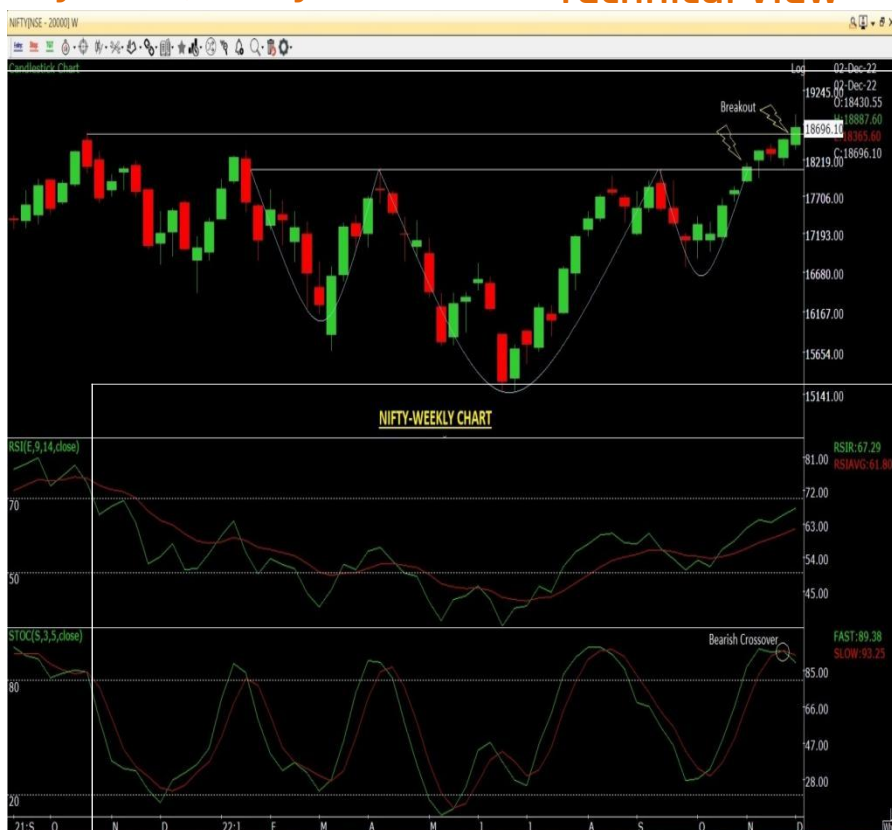 Technical View
NIFTY[NSE - 20000] W
Candlestick Chart
Log
02-Dec-22
02-Dec-22
O:18430.55
H:18887.60
L:18365.60
C:18696.10
19245.00
Breakout
18696.10
18219.00
17706.00
17193.00
16680.00
16167.00
15654.00
15141.00
NIFTY-WEEKLY CHART
RSI(E,9,14,close)
RSIR:67.29
RSIAVG:61.80
81.00
72.00
70
63.00
54.00
50
45.00
STOC(S,3,5,close)
Bearish Crossover
FAST:89.38
SLOW:93.25
85.00
80
66.00
47.00
28.00
20
21:S O N D 22:J F M A M J J A S O N D